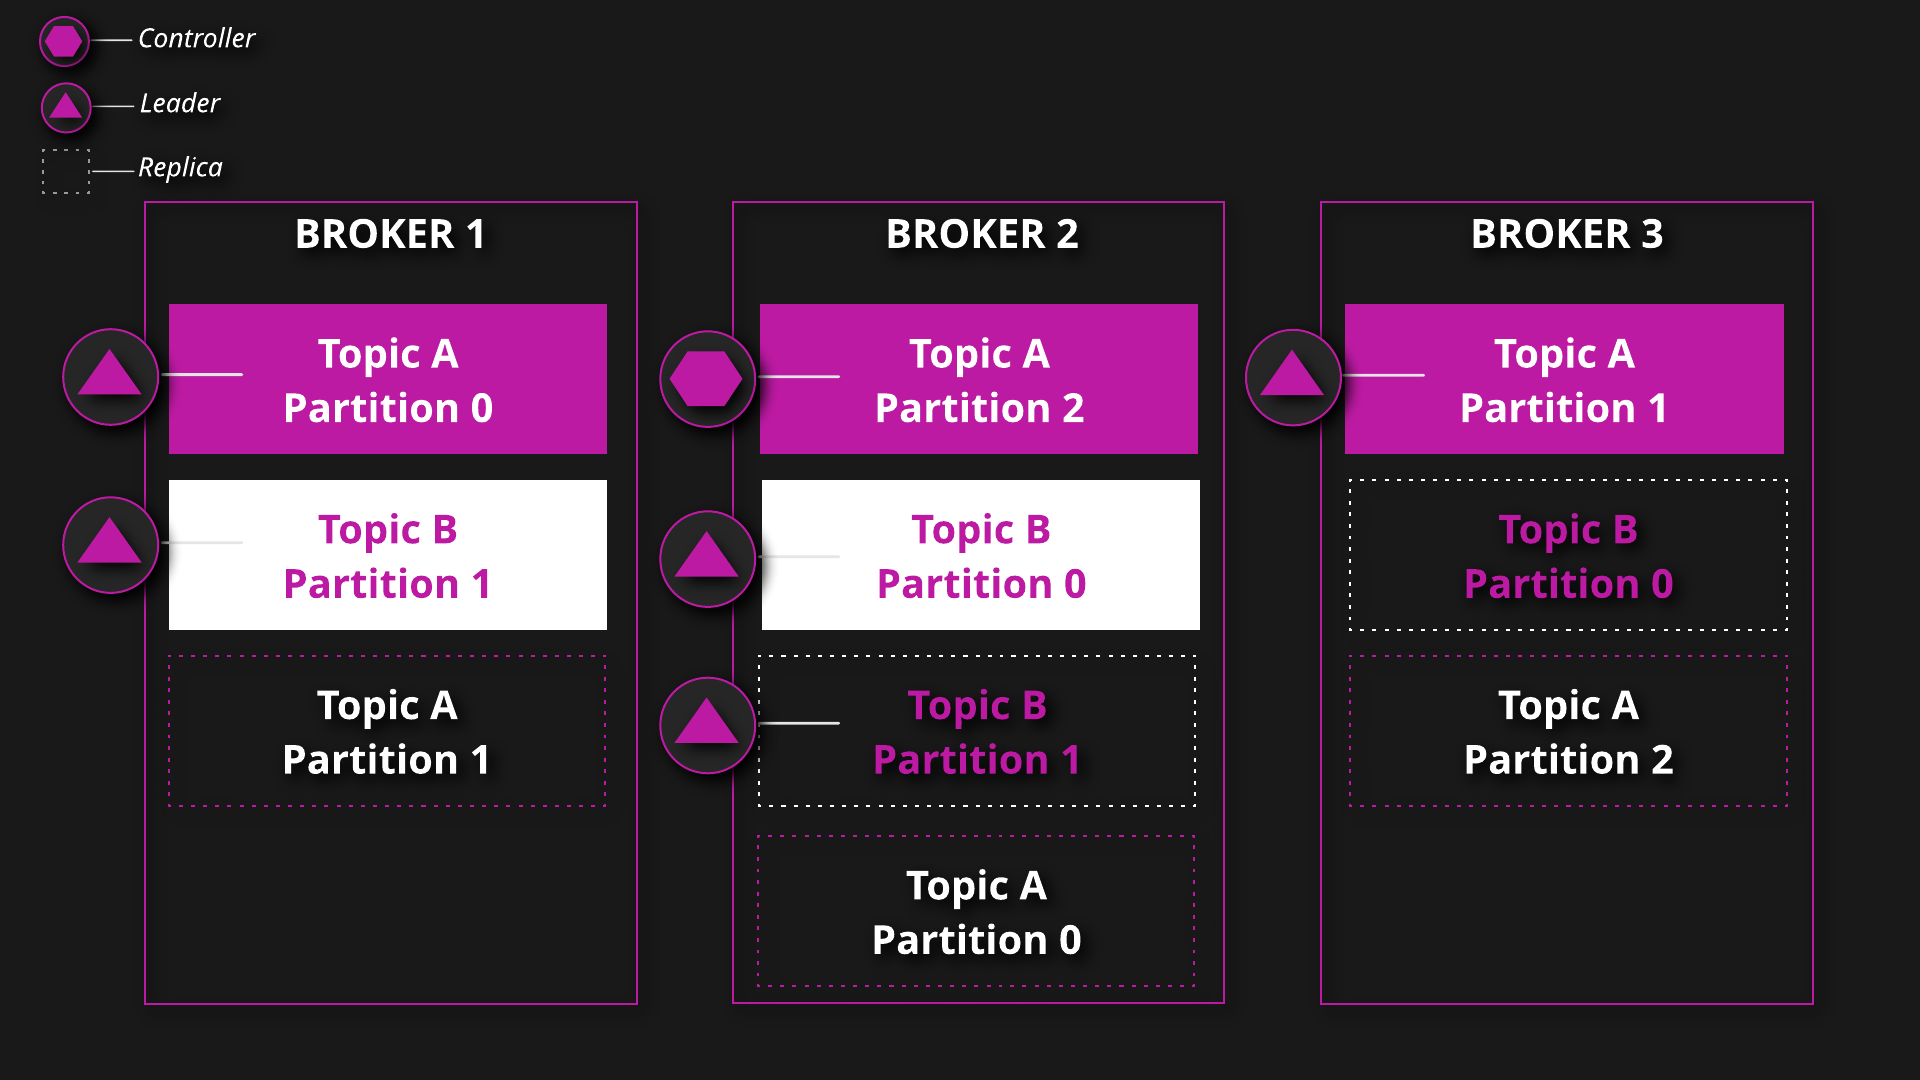 Controller
Leader
Replica
BROKER 1
Topic A
Partition 0
Topic B
Partition 1
Topic A
Partition 1
BROKER 2
Topic A
Partition 2
Topic B
Partition 0
Topic B
Partition 1
Topic A
Partition 0
BROKER 3
Topic A
Partition 1
Topic B
Partition 0
Topic A
Partition 2